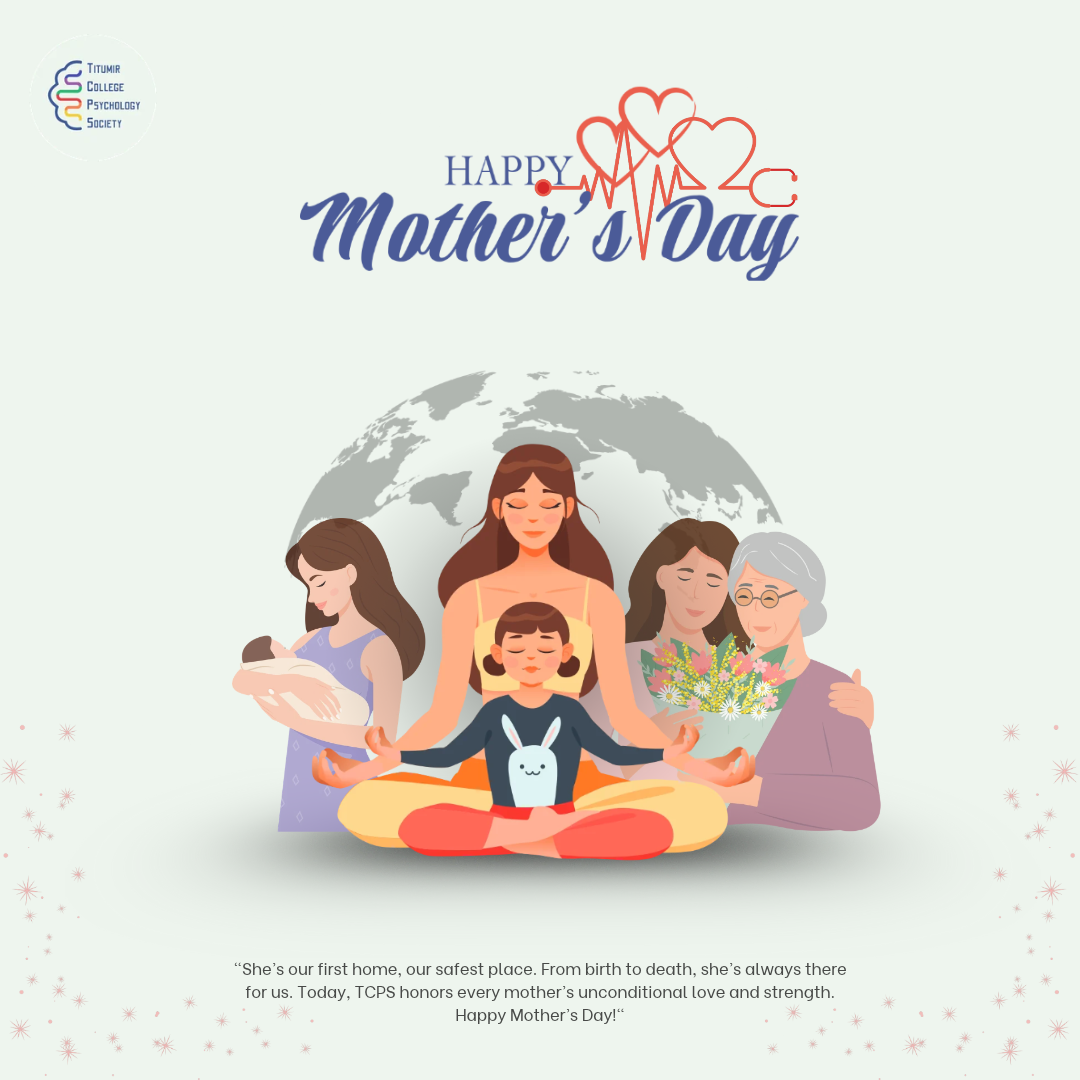 Titumir
College
Psychology
Society
HAPPY
Mother's Day
“She's our first home, our safest place. From birth to death, she's always there
for us. Today, TCPS honors every mother's unconditional love and strength.
Happy Mother's Day!“